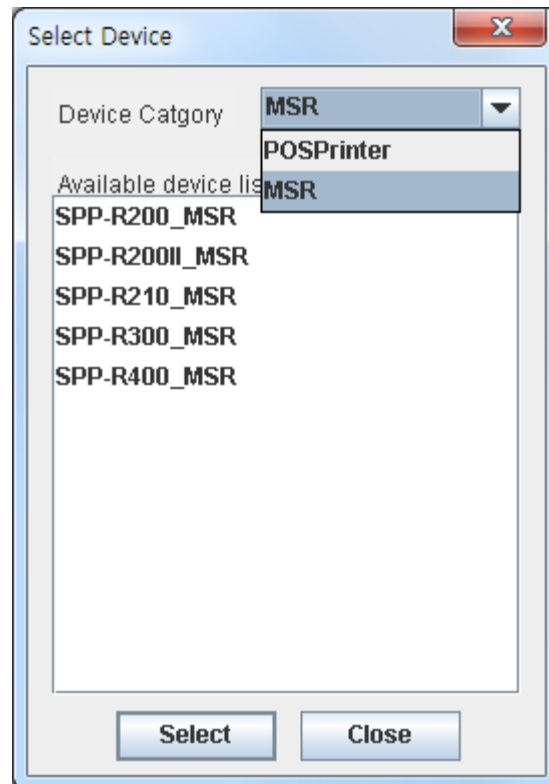 Select Device
Device Catgory MSR
POSPrinter
MSR
Available device lis
SPP-R200_MSR
SPP-R200II_MSR
SPP-R210_MSR
SPP-R300_MSR
SPP-R400_MSR
Select Close